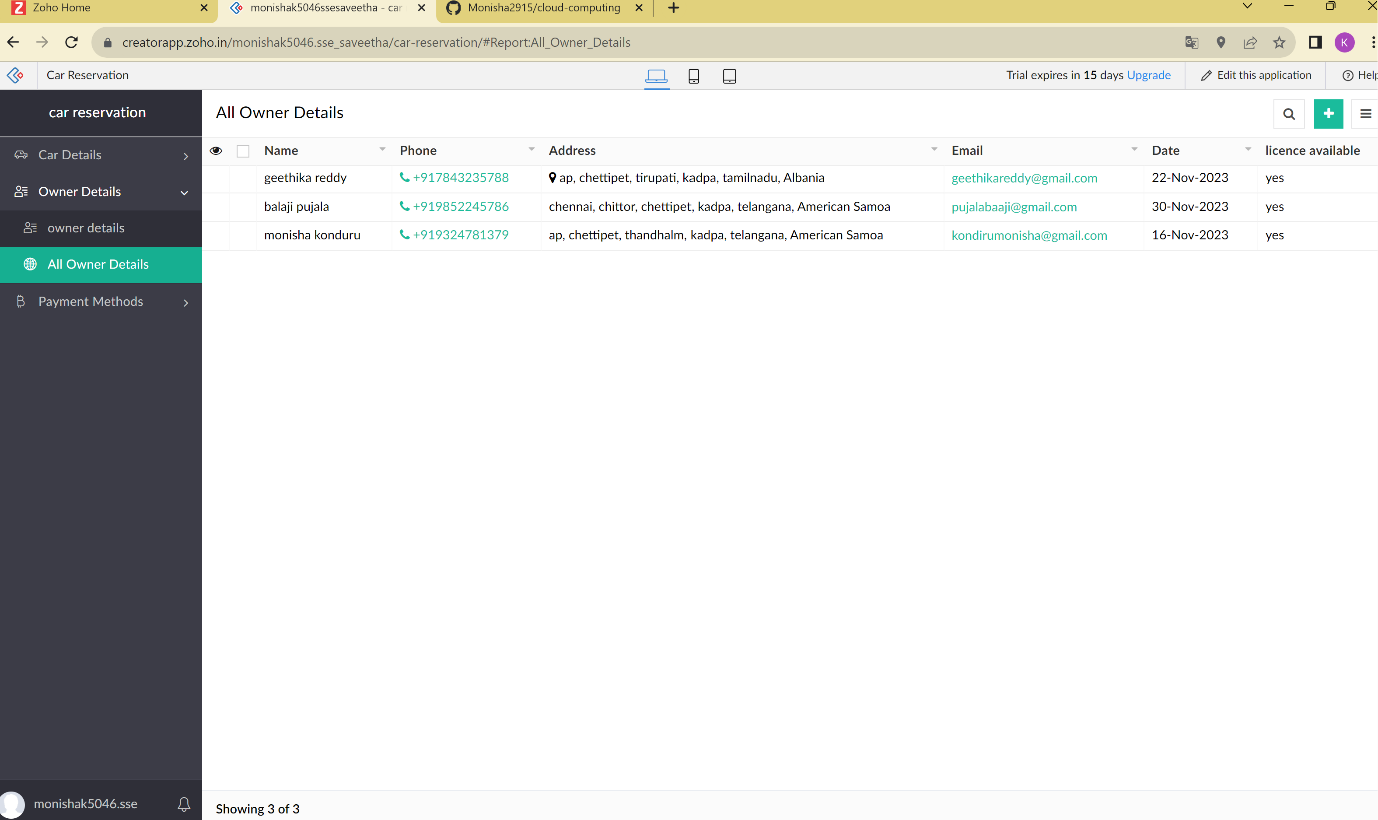 Z Zoho Home monishak5046ssesaveetha - car Monisha2915/cloud-computing
creatorapp.zoho.in/monishak5046.sse_saveetha/car-reservation/#Report:All_Owner_Details K
Car Reservation Trial expires in 15 days Upgrade Edit this application Help
car reservation All Owner Details
Name Phone Address Email Date licence available
Car Details
geethika reddy +917843235788 ap, chettipet, tirupati, kadpa, tamilnadu, Albania geethikareddy@gmail.com 22-Nov-2023 yes
Owner Details
balaji pujala +919852245786 chennai, chittor, chettipet, kadpa, telangana, American Samoa pujalabaaji@gmail.com 30-Nov-2023 yes
owner details
monisha konduru +919324781379 ap, chettipet, thandhalm, kadpa, telangana, American Samoa kondirumonisha@gmail.com 16-Nov-2023 yes
All Owner Details
Payment Methods
monishak5046.sse Showing 3 of 3